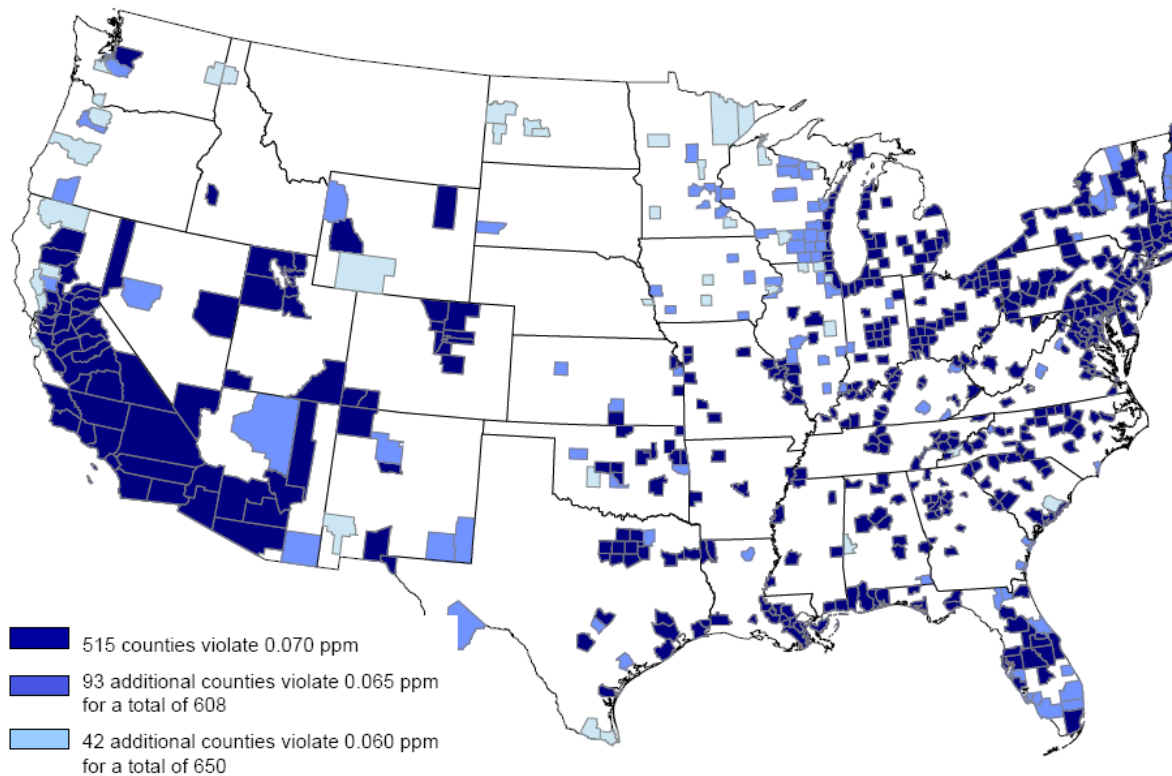 515 counties violate 0.070 ppm
93 additional counties violate 0.065 ppm
for a total of 608
42 additional counties violate 0.060 ppm
for a total of 650